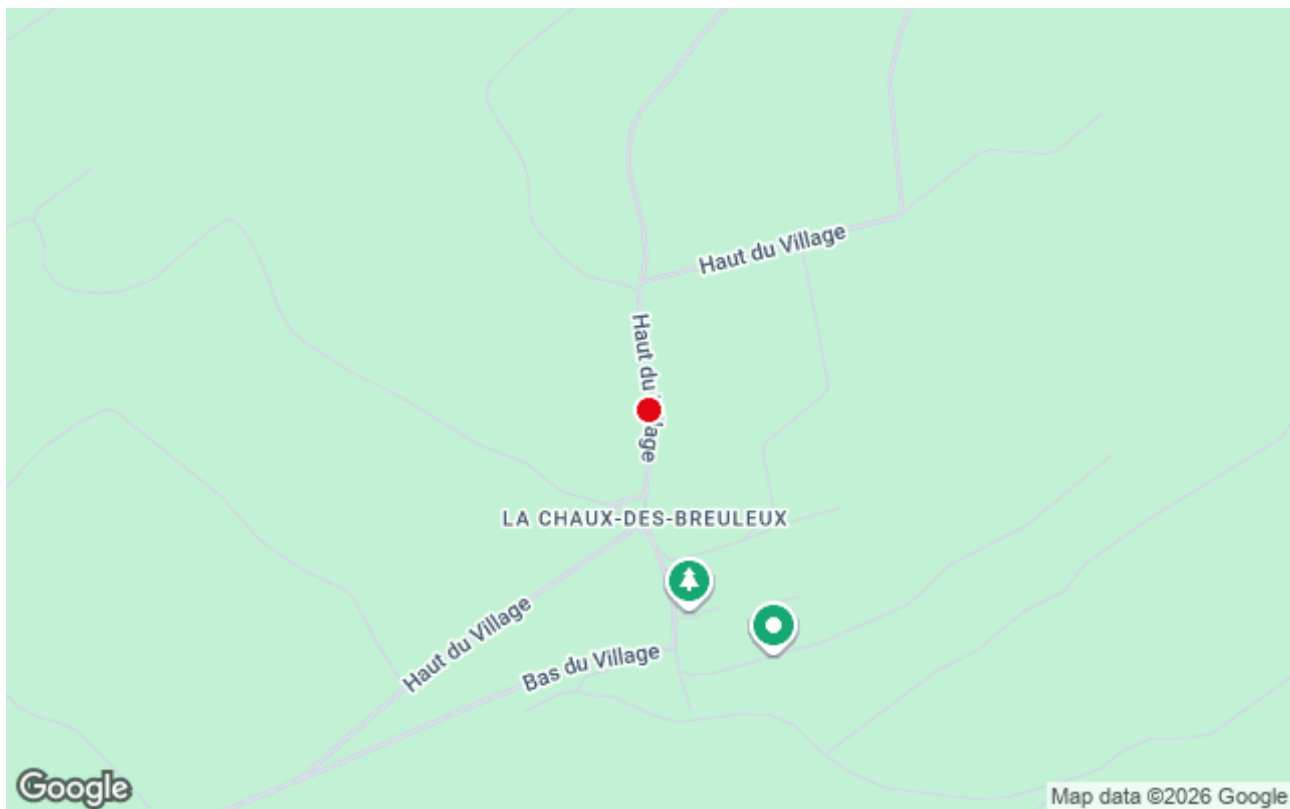 Haut du Village
Haut du Village
LA CHAUX-DES-BREULEUX
Haut du Village
Bas du Village
Google
Map data ©2026 Google